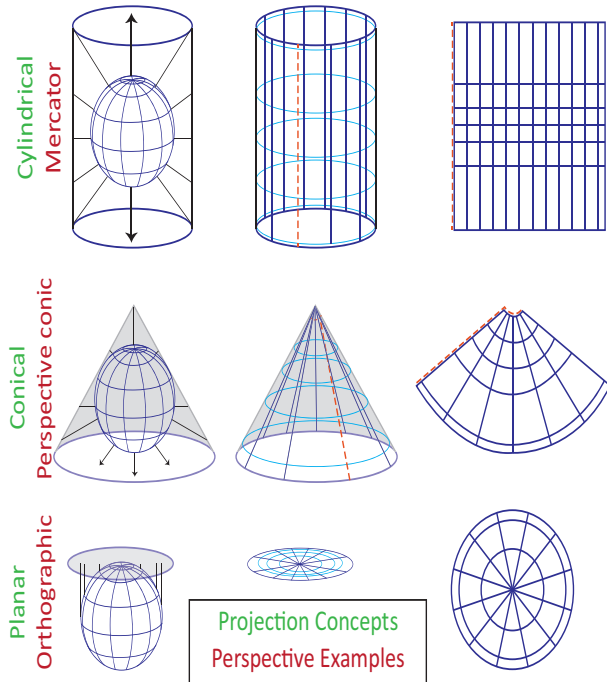 Cylindrical
Mercator
Conical
Perspective conic
Planar
Orthographic
Projection Concepts
Perspective Examples